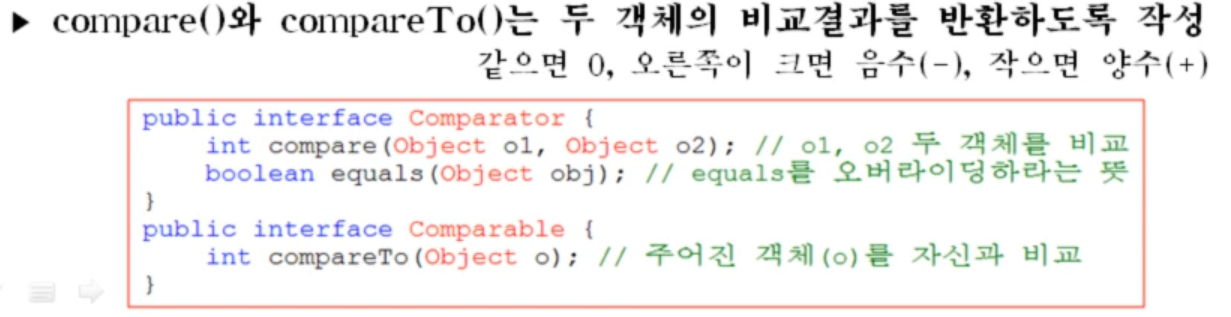 ▶ compare()와 compareTo()는 두 객체의 비교결과를 반환하도록 작성
같으면 0, 오른쪽이 크면 음수(-), 작으면 양수(+)
public interface Comparator {
    int compare(Object o1, Object o2); // o1, o2 두 객체를 비교
    boolean equals(Object obj); // equals를 오버라이딩하라는 뜻
}
public interface Comparable {
    int compareTo(Object o); // 주어진 객체(o)를 자신과 비교
}